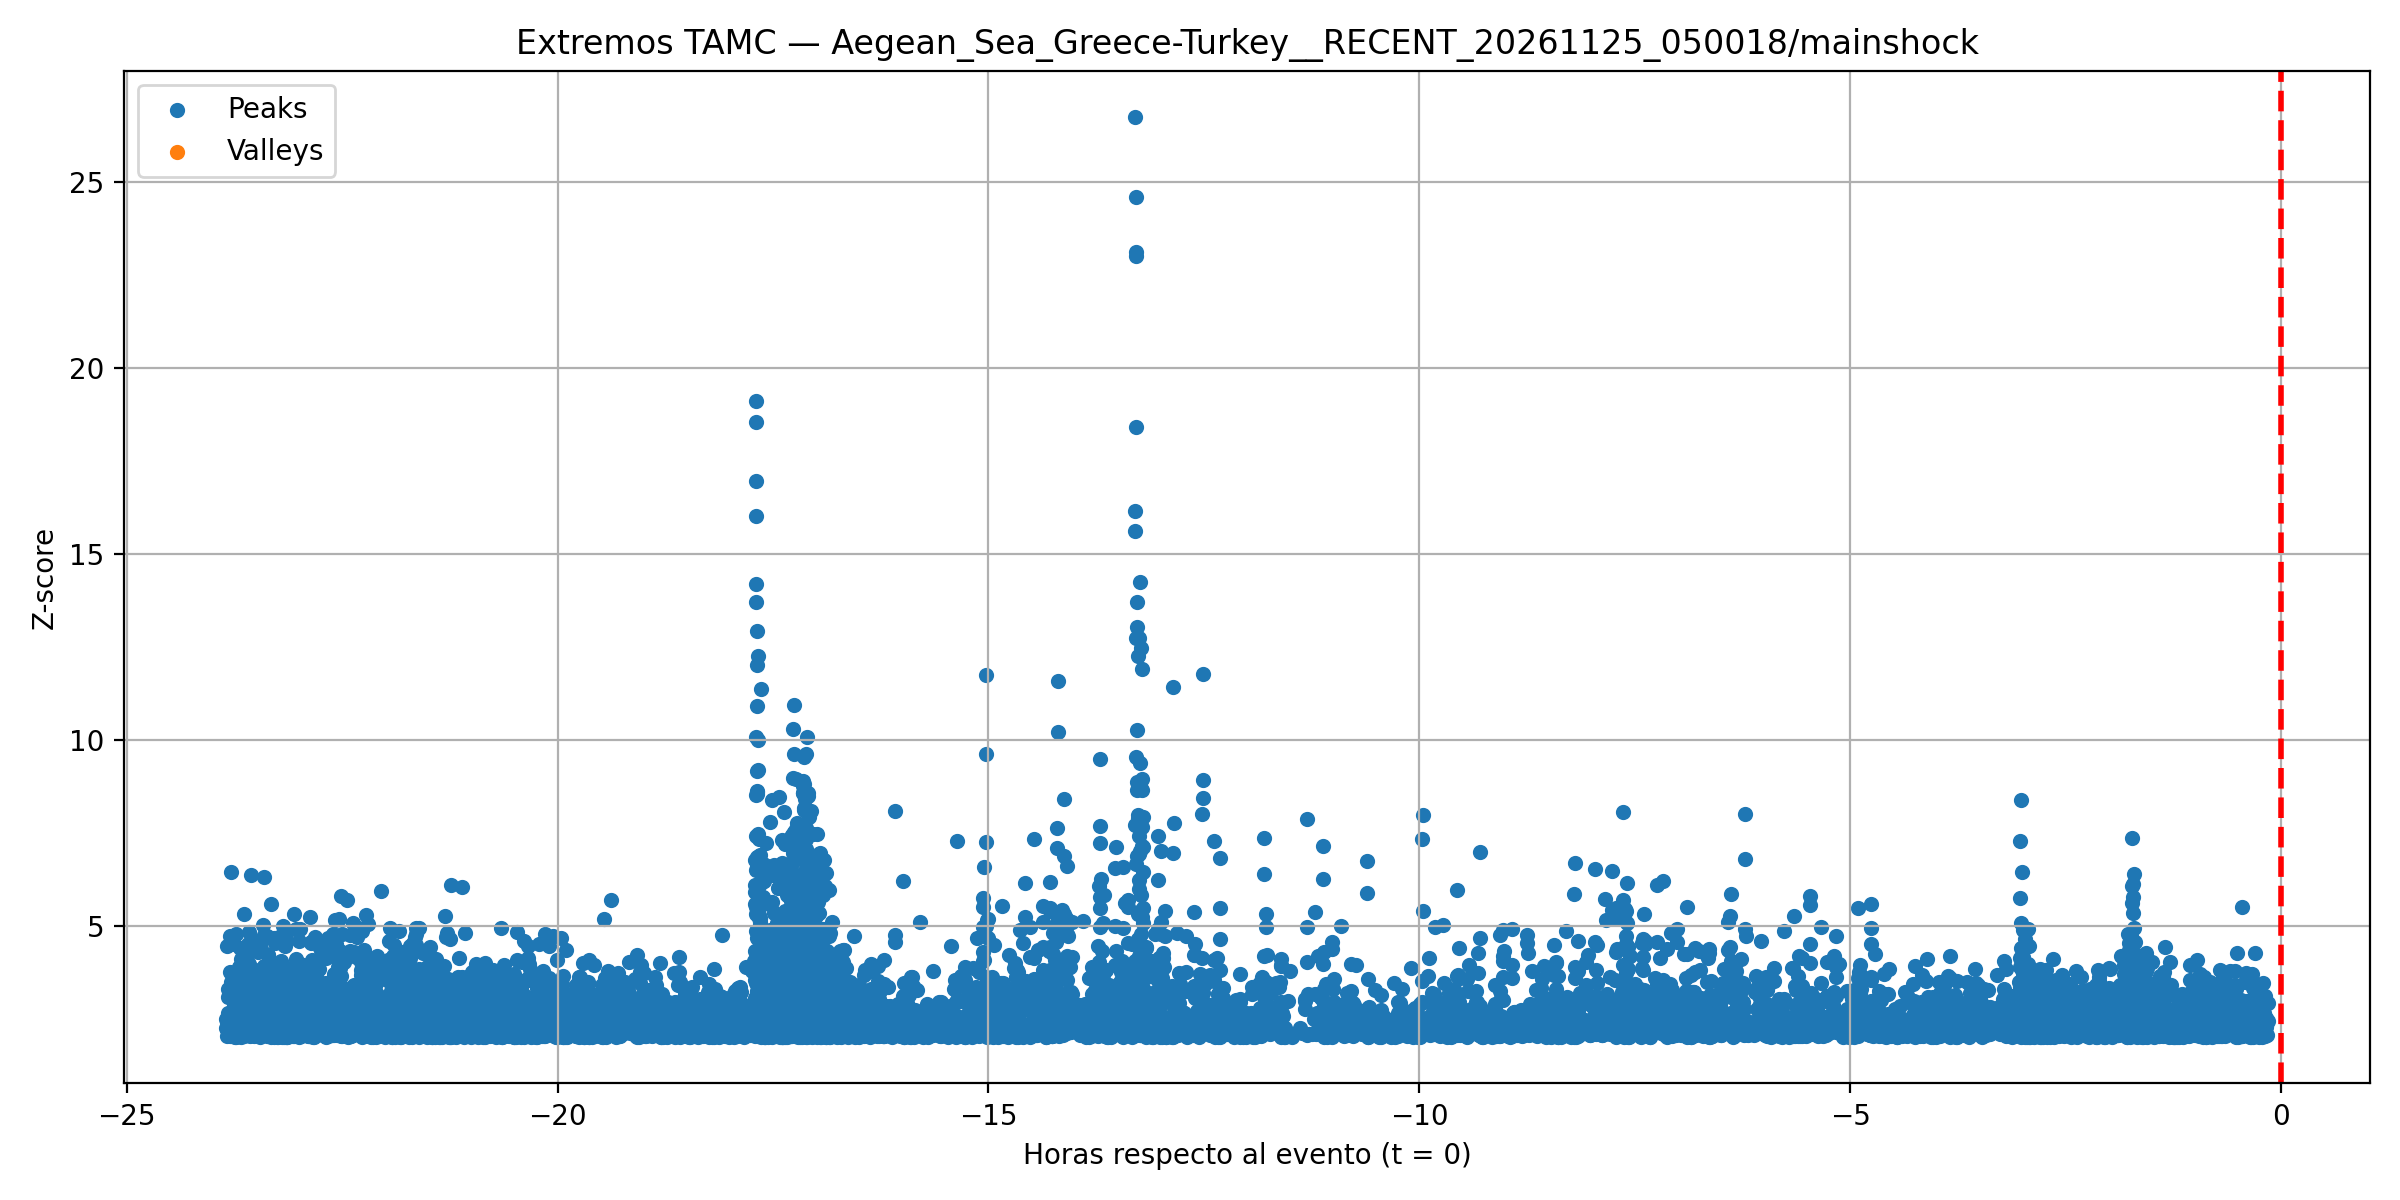 Extremos TAMC — Aegean_Sea_Greece-Turkey__RECENT_20261125_050018/mainshock
Peaks
Valleys
25
20
15
10
5
Z-score
−25
−20
−15
−10
−5
0
Horas respecto al evento (t = 0)